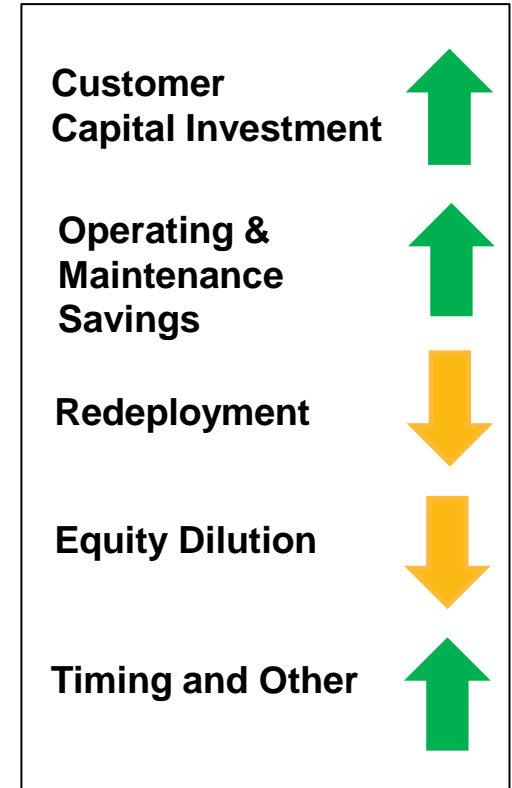 Customer
Capital Investment
Operating &
Maintenance
Savings
Redeployment
Equity Dilution
Timing and Other